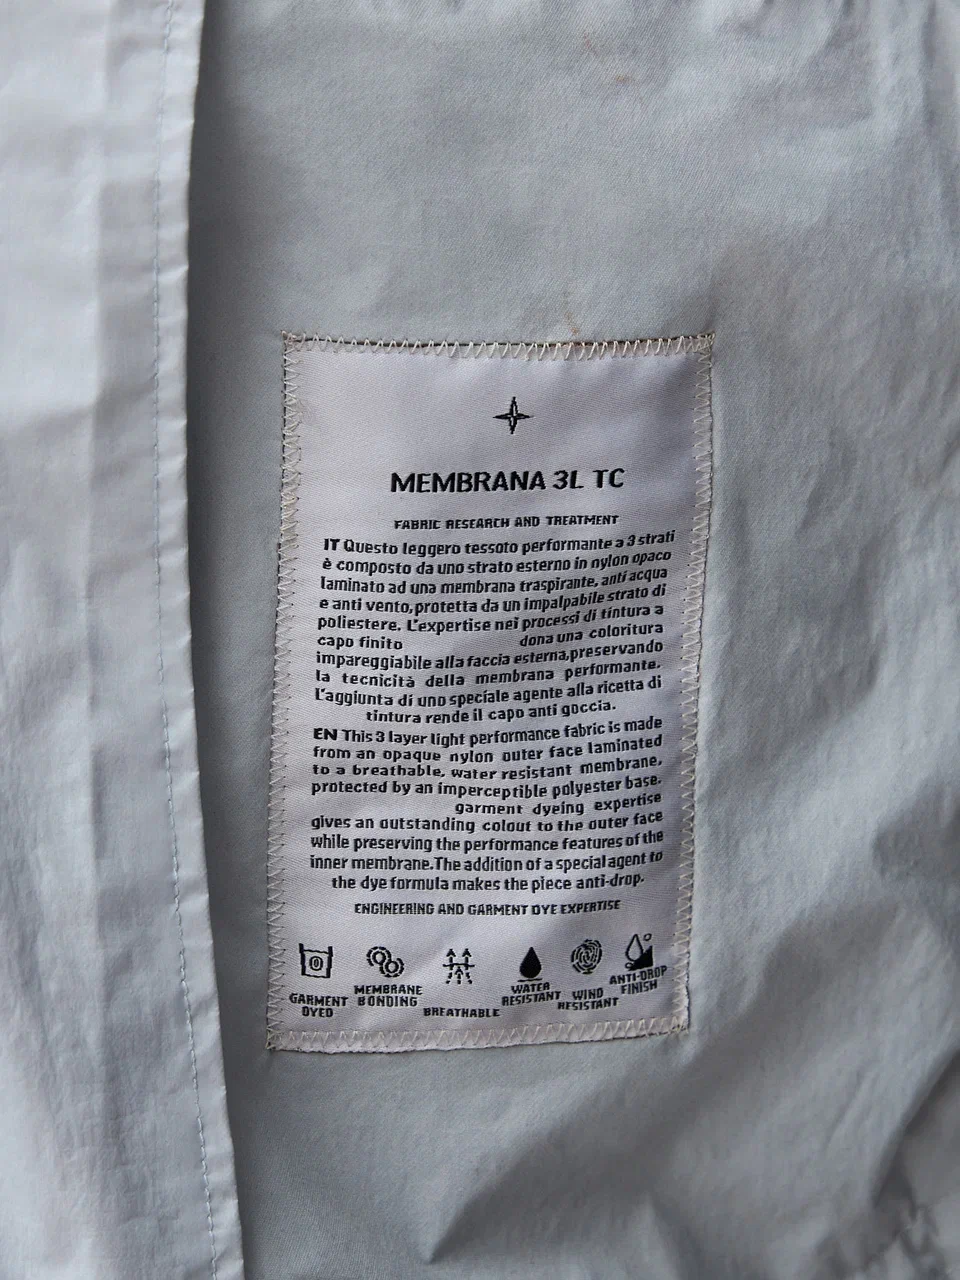 MEMBRANA 3L TC
FABRIC RESEARCH AND TREATMENT
IT Questo leggero tessoto performante a 3 strati
è composto da uno strato esterno in nylon opaco
laminato ad una membrana traspirante, anti acqua
e anti vento, protetta da un impalpabile strato di
poliestere. L'expertise nei processi di tintura a
capo finito dona una coloritura
impareggiabile alla faccia esterna, preservando
la tecnicità della membrana performante.
L'aggiunta di uno speciale agente alla ricetta di
tintura rende il capo anti goccia.
EN This 3 layer light performance fabric is made
from an opaque nylon outer face laminated
to a breathable, water resistant membrane,
protected by an imperceptible polyester base.
garment dyeing expertise
gives an outstanding colout to the outer face
while preserving the performance features of the
inner membrane. The addition of a special agent to
the dye formula makes the piece anti-drop.
ENGINEERING AND GARMENT DYE EXPERTISE
GARMENT DYED
MEMBRANE BONDING
BREATHABLE
WATER RESISTANT
WIND RESISTANT
ANTI-DROP FINISH